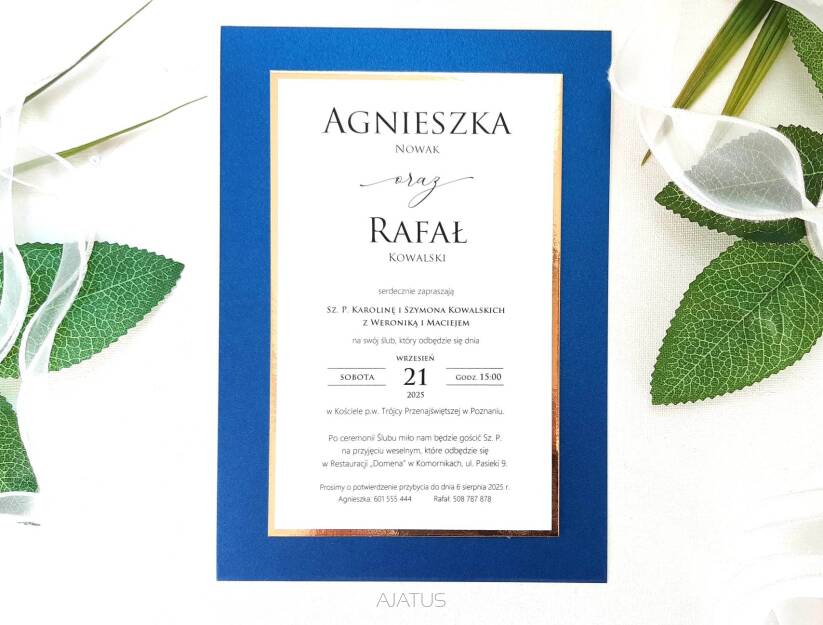 AGNIESZKA
NOWAK
oraz
RAFAŁ
KOWALSKI
serdecznie zapraszają
SZ. P. KAROLINĘ I SZYMONA KOWALSKICH
Z WERONIKĄ I MACIEJEM
na swój ślub, który odbędzie się dnia
WRZESIEŃ
SOBOTA 21 GODZ. 15:00
2025
w Kościele p.w. Trójcy Przenajświętszej w Poznaniu.
Po ceremonii Ślubu miło nam będzie gościć Sz. P.
na przyjęciu weselnym, które odbędzie się
w Restauracji „Domena” w Komornikach, ul. Pasieki 9.
Prosimy o potwierdzenie przybycia do dnia 6 sierpnia 2025 r.
Agnieszka: 601 555 444 Rafał: 508 787 878
AJATUS